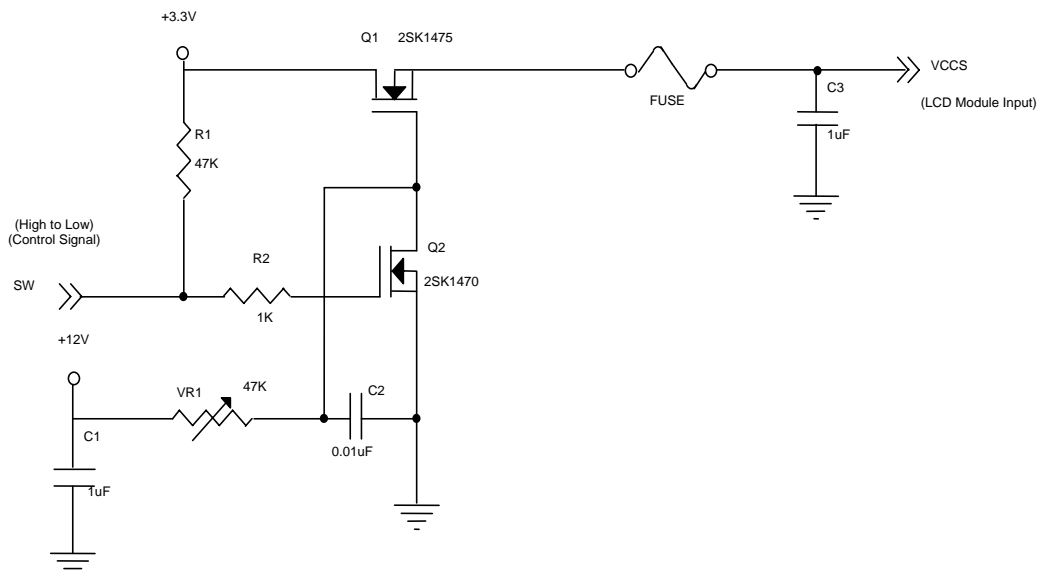 +3.3V
Q1 2SK1475
VCCS
FUSE
C3
(LCD Module Input)
1uF
R1
47K
(High to Low)
(Control Signal)
Q2
R2
2SK1470
SW
1K
+12V
VR1
47K
C2
C1
0.01uF
1uF